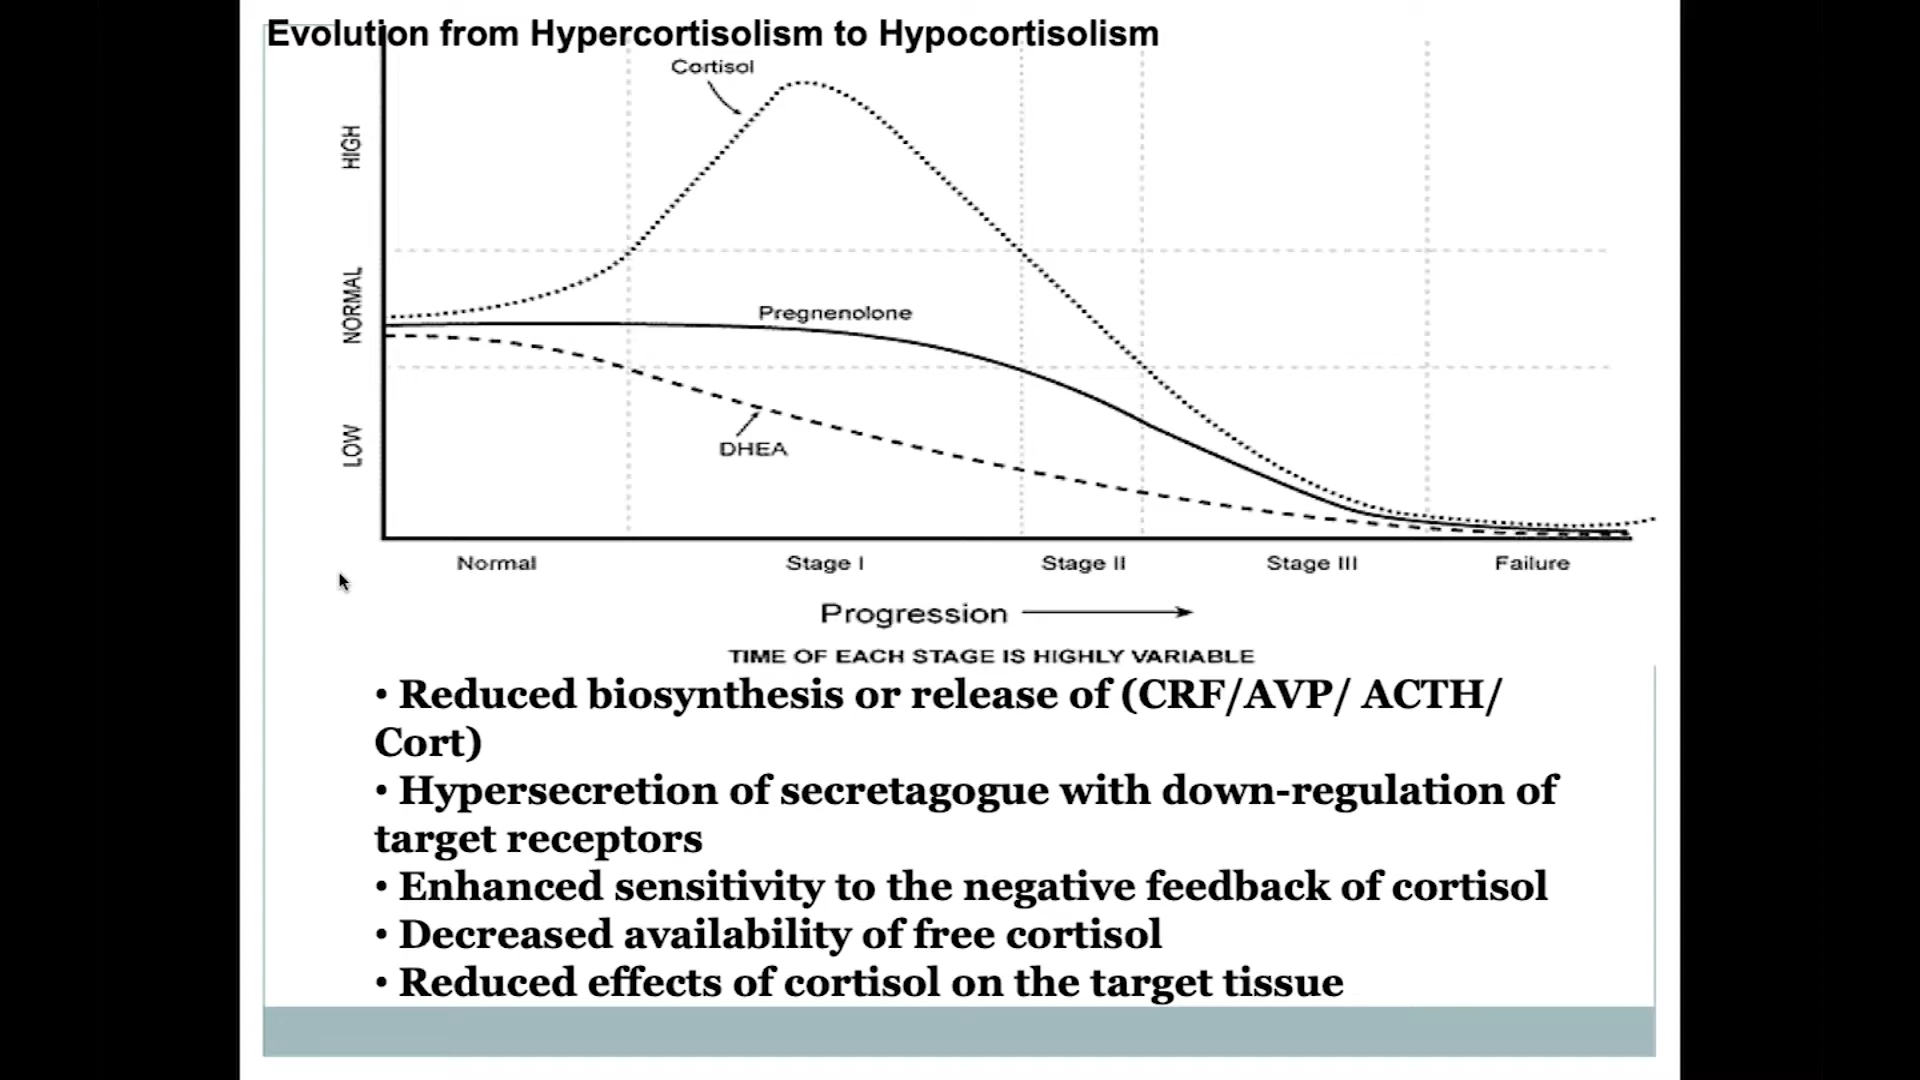 Evolution from Hypercortisolism to Hypocortisolism
Cortisol
HIGH
NORMAL
Pregnenolone
LOW
DHEA
Normal Stage I Stage II Stage III Failure
Progression
TIME OF EACH STAGE IS HIGHLY VARIABLE
• Reduced biosynthesis or release of (CRF/AVP/ ACTH/
Cort)
• Hypersecretion of secretagogue with down-regulation of
target receptors
• Enhanced sensitivity to the negative feedback of cortisol
• Decreased availability of free cortisol
• Reduced effects of cortisol on the target tissue